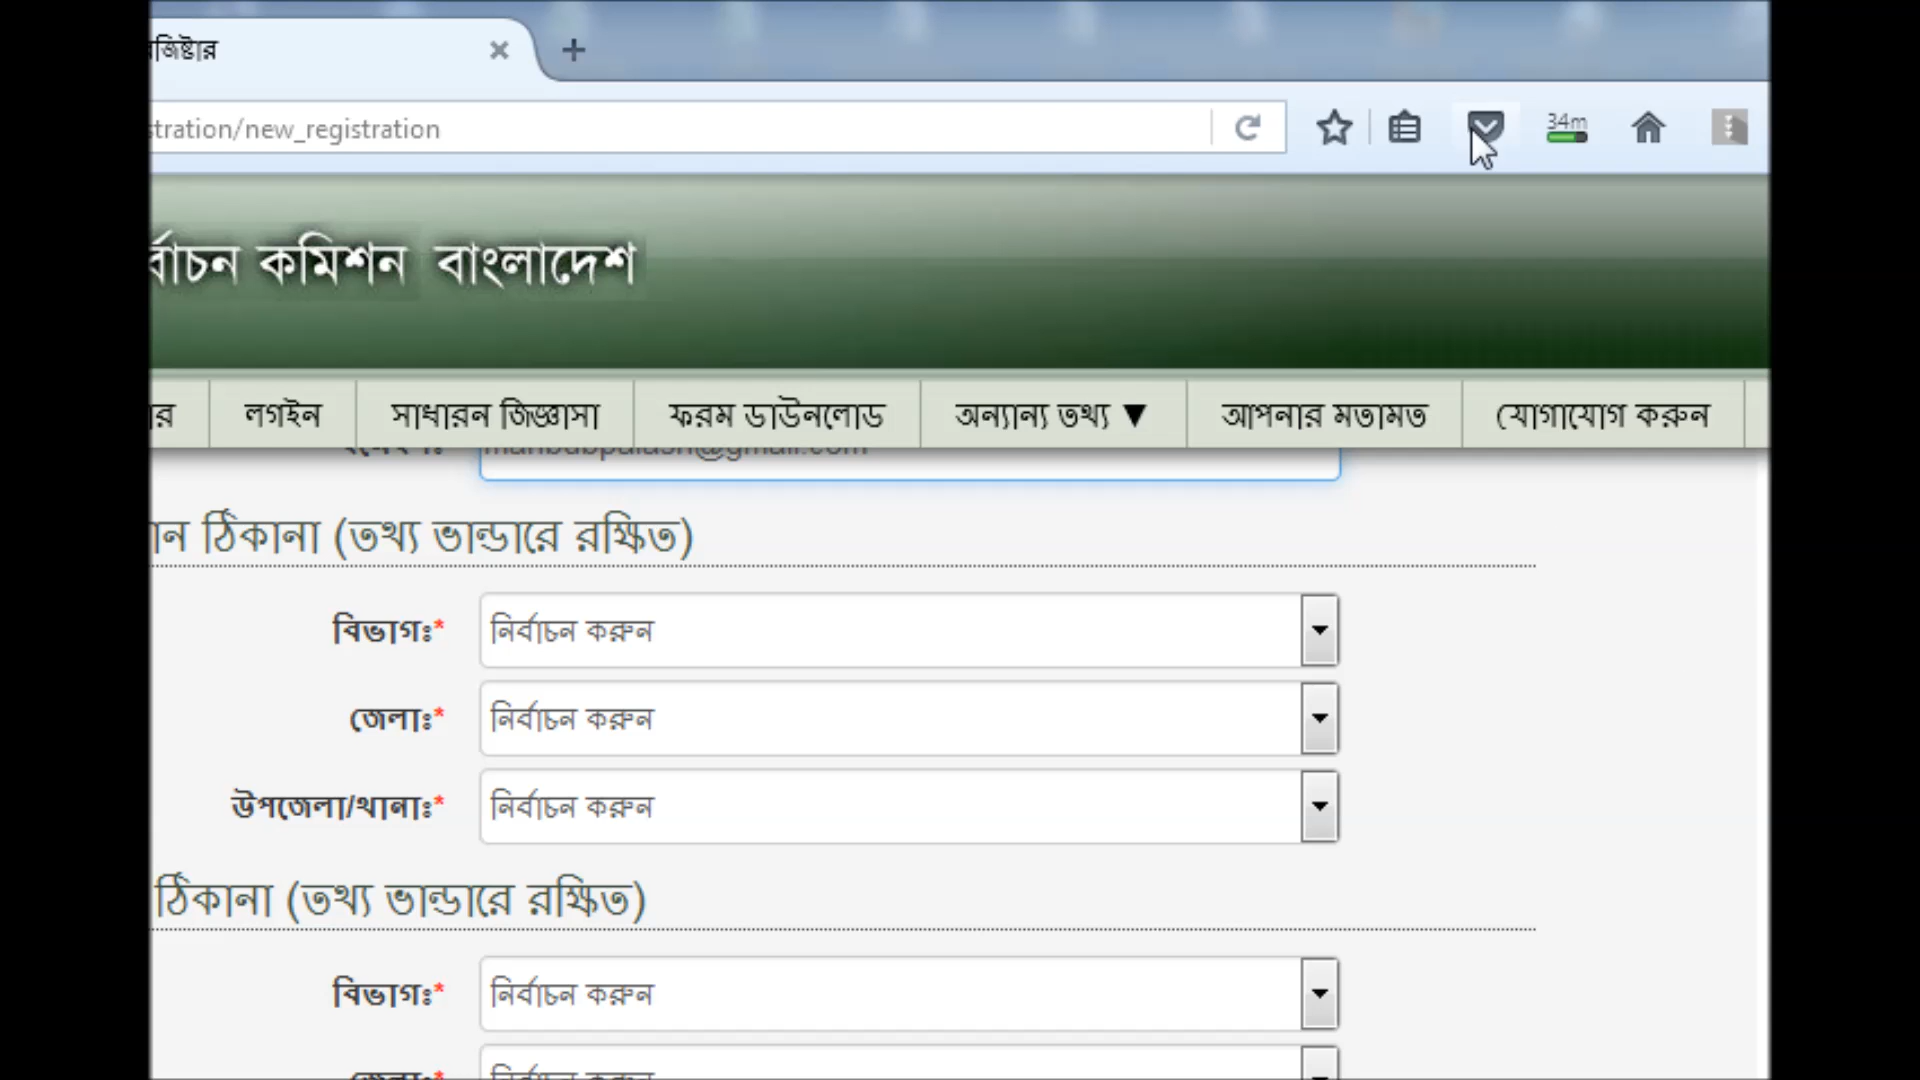 জিষ্টার
stration/new_registration
34m
র্বাচন কমিশন বাংলাদেশ
ার লগইন সাধারন জিজ্ঞাসা ফরম ডাউনলোড অন্যান্য তথ্য ▼ আপনার মতামত যোগাযোগ করুন
ান ঠিকানা (তথ্য ভান্ডারে রক্ষিত)
বিভাগঃ* নির্বাচন করুন
জেলাঃ* নির্বাচন করুন
উপজেলা/থানাঃ* নির্বাচন করুন
ঠিকানা (তথ্য ভান্ডারে রক্ষিত)
বিভাগঃ* নির্বাচন করুন